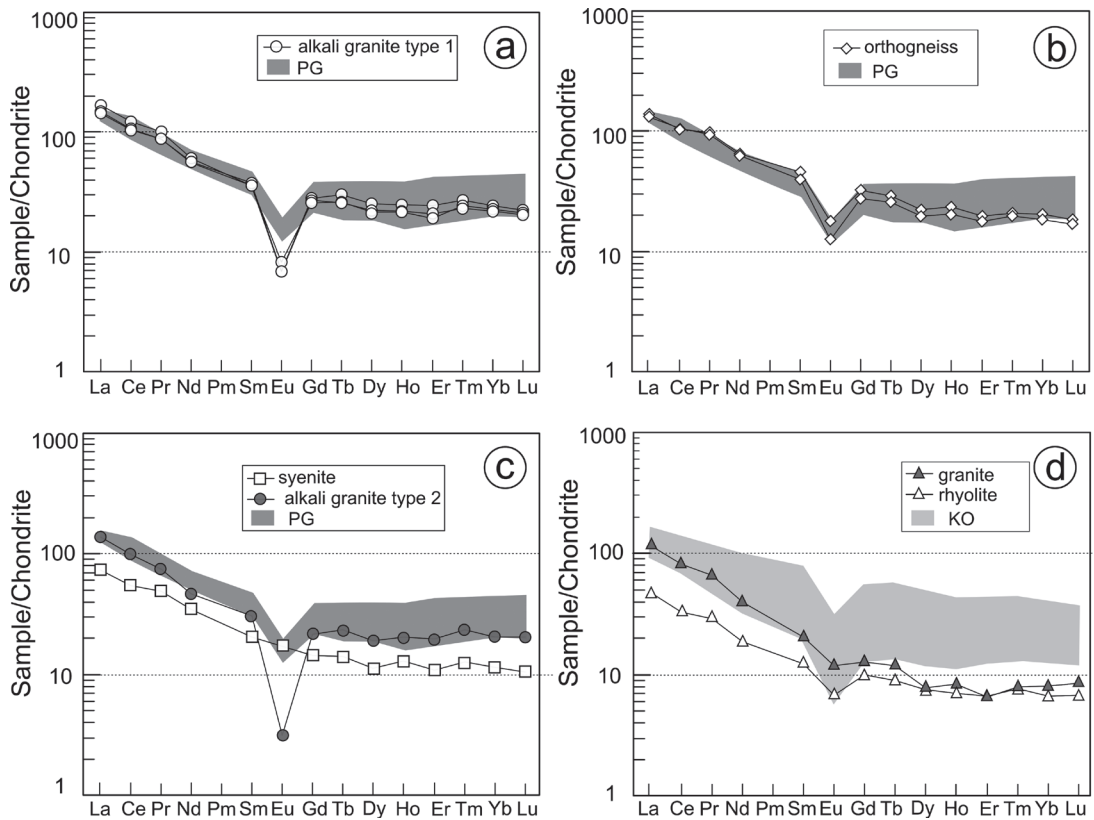 1000
100
10
1
Sample/Chondrite
alkali granite type 1
PG
a
La Ce Pr Nd Pm Sm Eu Gd Tb Dy Ho Er Tm Yb Lu
1000
100
10
1
Sample/Chondrite
orthogneiss
PG
b
La Ce Pr Nd Pm Sm Eu Gd Tb Dy Ho Er Tm Yb Lu
1000
100
10
1
Sample/Chondrite
syenite
alkali granite type 2
PG
c
La Ce Pr Nd Pm Sm Eu Gd Tb Dy Ho Er Tm Yb Lu
1000
100
10
1
Sample/Chondrite
granite
rhyolite
KO
d
La Ce Pr Nd Pm Sm Eu Gd Tb Dy Ho Er Tm Yb Lu